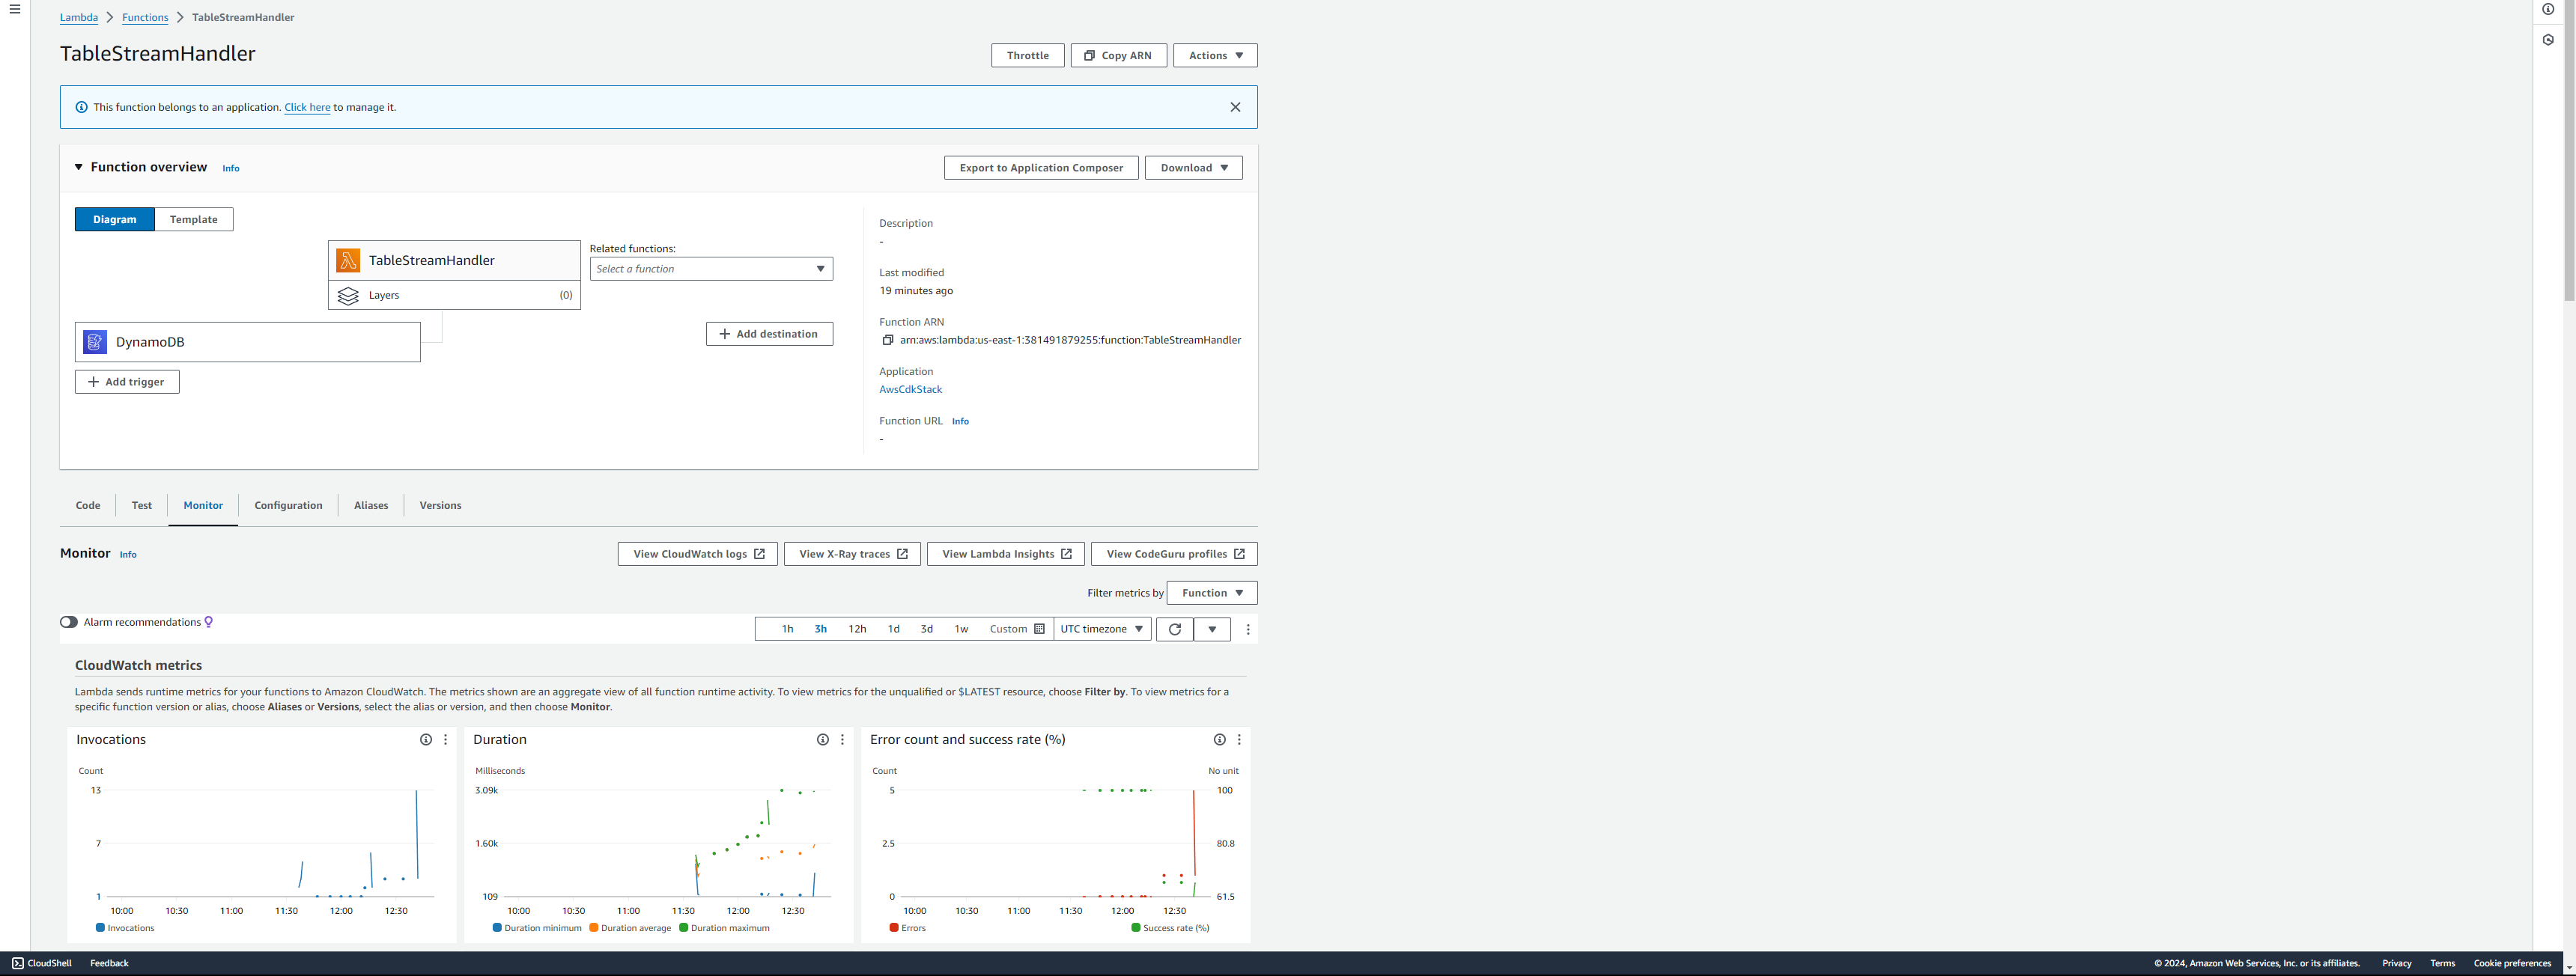 Lambda > Functions > TableStreamHandler
TableStreamHandler
Throttle
Copy ARN
Actions
This function belongs to an application. Click here to manage it.
Function overview Info
Export to Application Composer
Download
Diagram
Template
TableStreamHandler
Layers (0)
Related functions:
Select a function
DynamoDB
Add destination
Add trigger
Description
-
Last modified
19 minutes ago
Function ARN
arn:aws:lambda:us-east-1:381491879255:function:TableStreamHandler
Application
AwsCdkStack
Function URL Info
-
Code Test Monitor Configuration Aliases Versions
Monitor Info
View CloudWatch logs
View X-Ray traces
View Lambda Insights
View CodeGuru profiles
Filter metrics by Function
Alarm recommendations
1h 3h 12h 1d 3d 1w Custom UTC timezone
CloudWatch metrics
Lambda sends runtime metrics for your functions to Amazon CloudWatch. The metrics shown are an aggregate view of all function runtime activity. To view metrics for the unqualified or $LATEST resource, choose Filter by. To view metrics for a
specific function version or alias, choose Aliases or Versions, select the alias or version, and then choose Monitor.
Invocations
Count
13
7
1
10:00 10:30 11:00 11:30 12:00 12:30
Invocations
Duration
Milliseconds
3.09k
1.60k
109
10:00 10:30 11:00 11:30 12:00 12:30
Duration minimum Duration average Duration maximum
Error count and success rate (%)
Count No unit
5 100
2.5 80.8
0 61.5
10:00 10:30 11:00 11:30 12:00 12:30
Errors Success rate (%)
CloudShell Feedback
© 2024, Amazon Web Services, Inc. or its affiliates. Privacy Terms Cookie preferences